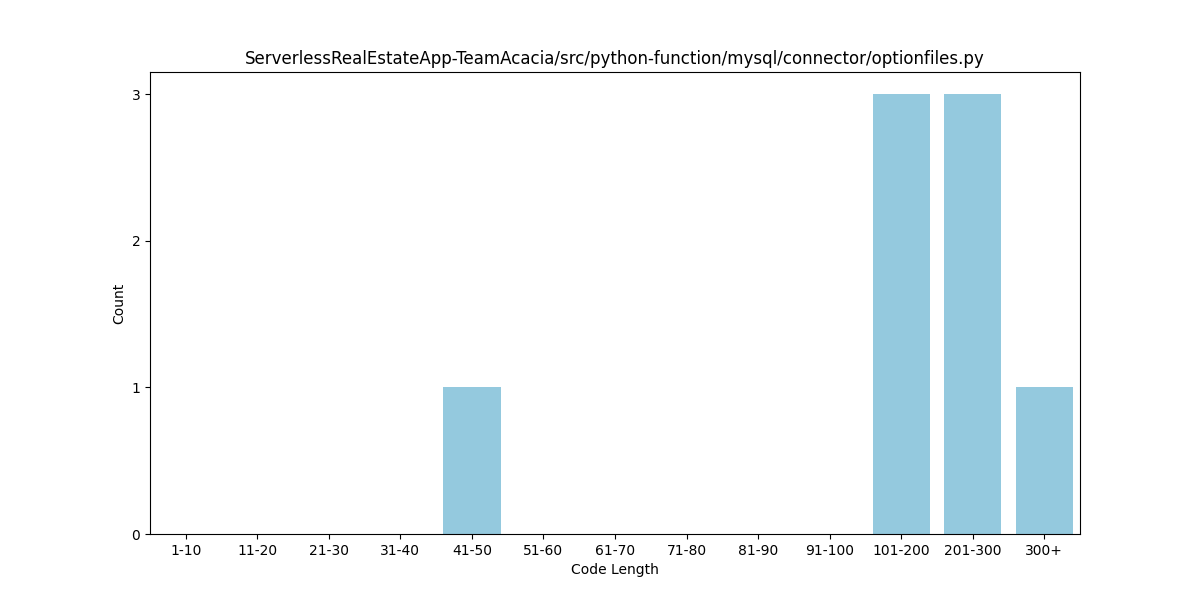 ServerlessRealEstateApp-TeamAcacia/src/python-function/mysql/connector/optionfiles.py
3
2
1
0
Count
1-10 11-20 21-30 31-40 41-50 51-60 61-70 71-80 81-90 91-100 101-200 201-300 300+
Code Length